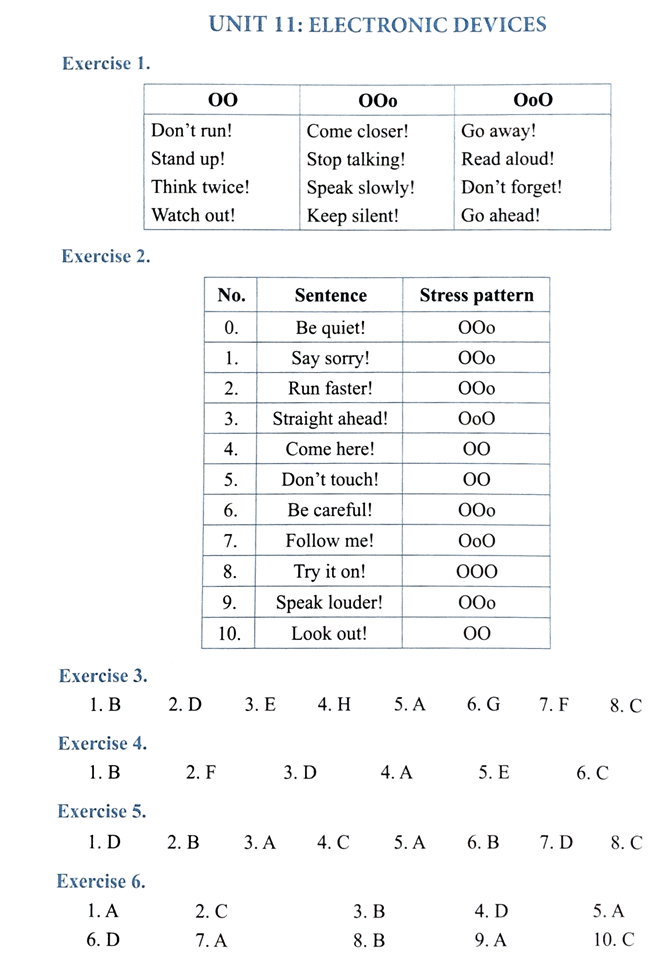 UNIT 11: ELECTRONIC DEVICES
Exercise 1.
OO OOo OoO
Don't run! Come closer! Go away!
Stand up! Stop talking! Read aloud!
Think twice! Speak slowly! Don't forget!
Watch out! Keep silent! Go ahead!
Exercise 2.
No. Sentence Stress pattern
0. Be quiet! OOo
1. Say sorry! OOo
2. Run faster! OOo
3. Straight ahead! OoO
4. Come here! OO
5. Don't touch! OO
6. Be careful! OOo
7. Follow me! OoO
8. Try it on! OOO
9. Speak louder! OOo
10. Look out! OO
Exercise 3.
1. B 2. D 3. E 4. H 5. A 6. G 7. F 8. C
Exercise 4.
1. B 2. F 3. D 4. A 5. E 6. C
Exercise 5.
1. D 2. B 3. A 4. C 5. A 6. B 7. D 8. C
Exercise 6.
1. A 2. C 3. B 4. D 5. A
6. D 7. A 8. B 9. A 10. C